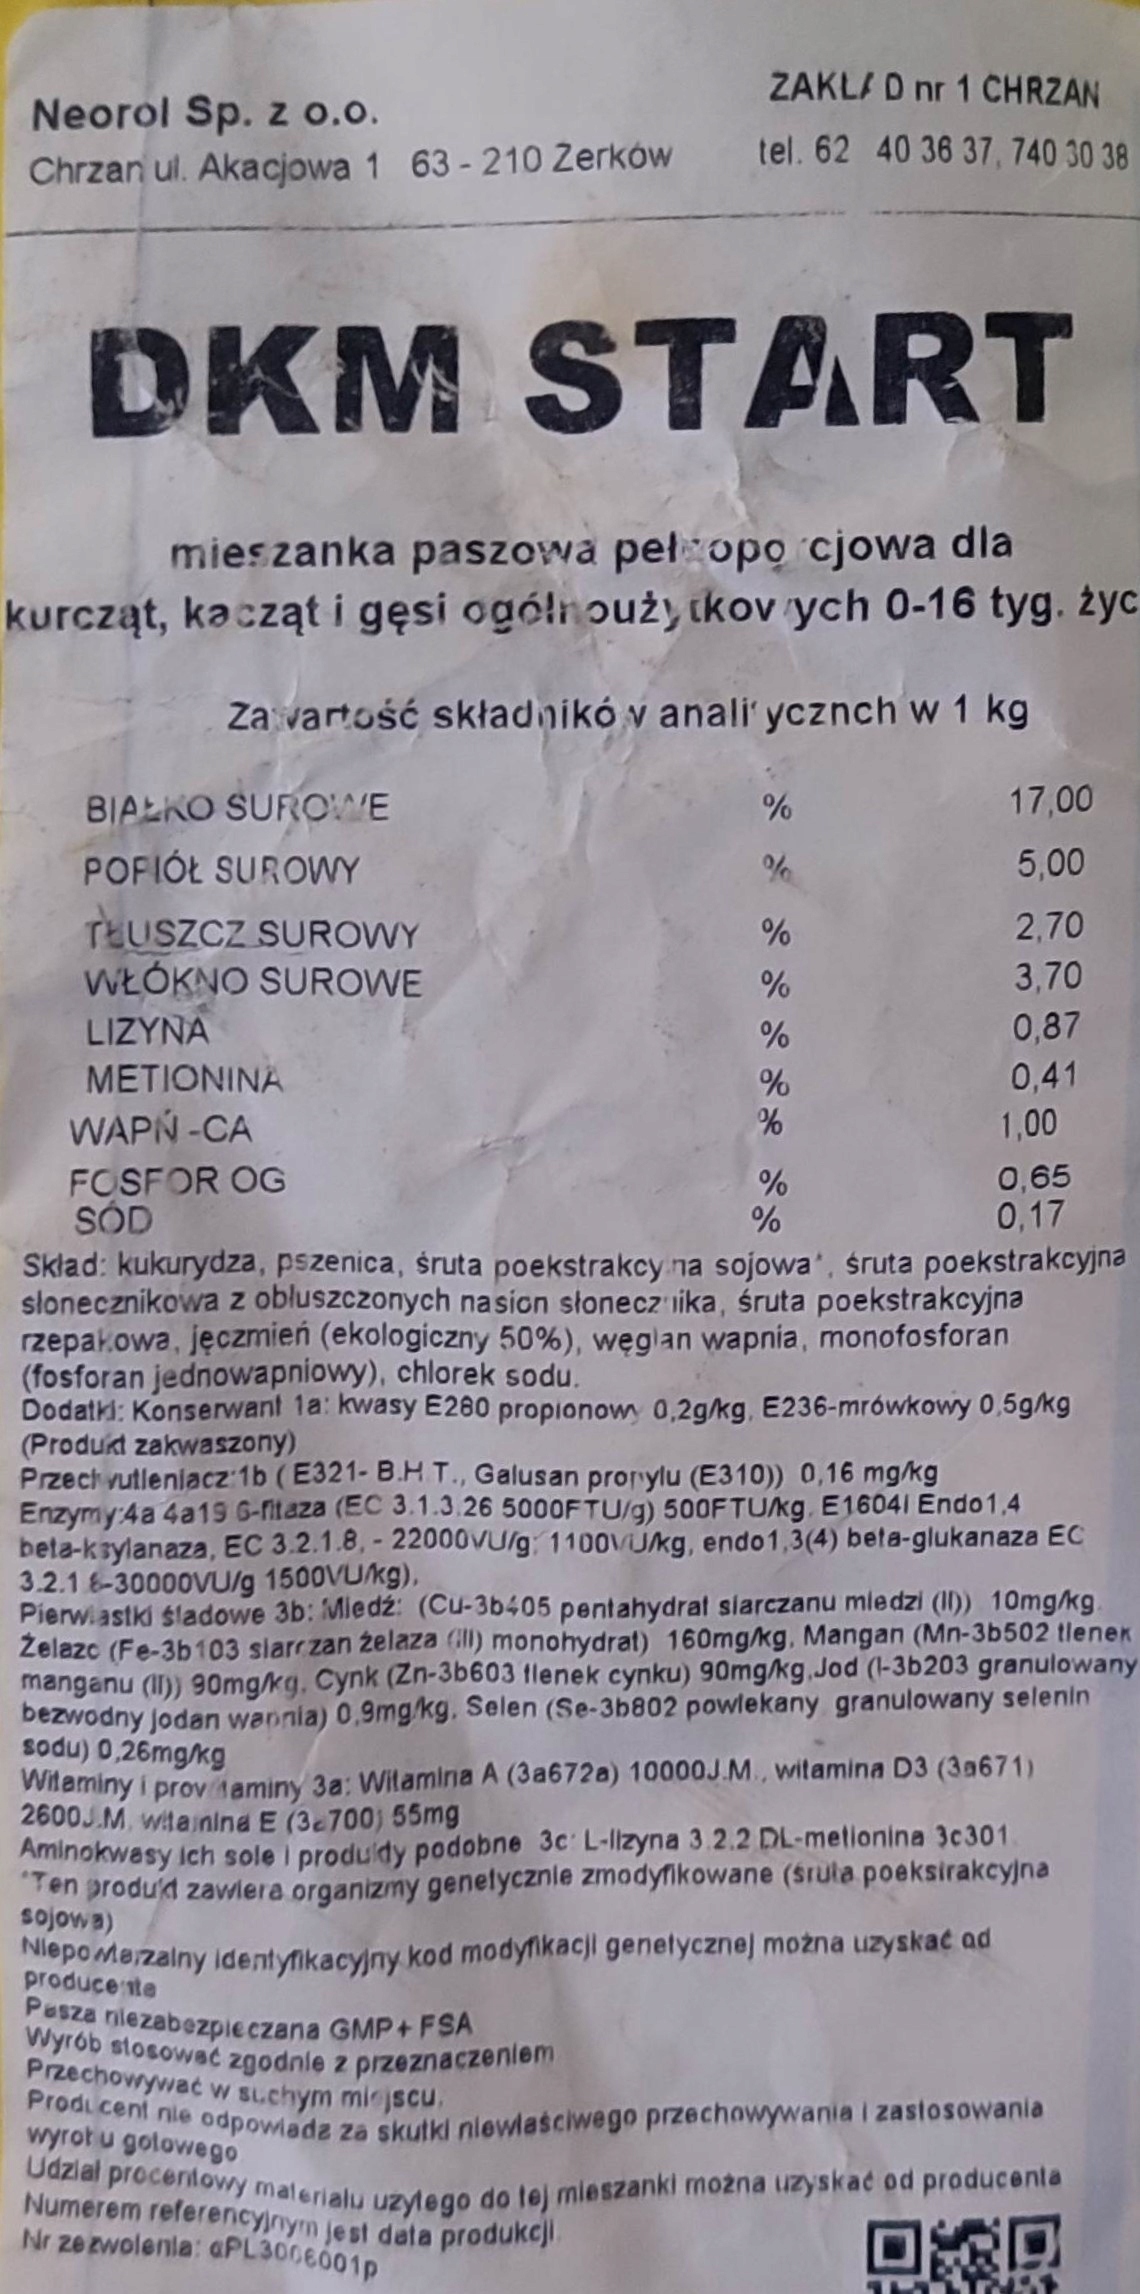 Neorol Sp. z o.o.
ZAKŁAD nr 1 CHRZAN
Chrzan ul. Akacjowa 1 63 - 210 Żerków
tel. 62 40 36 37, 740 30 38
DKM START
mieszanka paszowa pełnoporcjowa dla
kurcząt, kacząt i gęsi ogólnoużytkowych 0-16 tyg. życ
Zawartość składników analitycznch w 1 kg
BIAŁKO SUROWE % 17,00
POPIÓŁ SUROWY % 5,00
TŁUSZCZ SUROWY % 2,70
WŁÓKNO SUROWE % 3,70
LIZYNA % 0,87
METIONINA % 0,41
WAPŃ -CA % 1,00
FOSFOR OG % 0,65
SÓD % 0,17
Skład: kukurydza, pszenica, śruta poekstrakcyjna sojowa*, śruta poekstrakcyjna
słonecznikowa z obłuszczonych nasion słonecznika, śruta poekstrakcyjna
rzepakowa, jęczmień (ekologiczny 50%), węglan wapnia, monofosforan
(fosforan jednowapniowy), chlorek sodu.
Dodatki: Konserwant 1a: kwasy E280 propionowy 0,2g/kg, E236-mrówkowy 0,5g/kg
(Produkt zakwaszony)
Przeciwutleniacz:1b ( E321- B.H.T., Galusan propylu (E310)) 0,16 mg/kg
Enzymy:4a 4a19 6-fitaza (EC 3.1.3.26 5000FTU/g) 500FTU/kg, E1604i Endo1,4
beta-ksylanaza, EC 3.2.1.8, - 22000VU/g; 1100VU/kg, endo1,3(4) beta-glukanaza EC
3.2.1.6-30000VU/g 1500VU/kg),
Pierwiastki śladowe 3b: Miedź: (Cu-3b405 pentahydrat siarczanu miedzi (II)) 10mg/kg
Żelazo (Fe-3b103 siarczan żelaza (III) monohydrat) 160mg/kg, Mangan (Mn-3b502 tlenek
manganu (II)) 90mg/kg, Cynk (Zn-3b603 tlenek cynku) 90mg/kg,Jod (I-3b203 granulowany
bezwodny jodan wapnia) 0,9mg/kg, Selen (Se-3b802 powlekany granulowany selenin
sodu) 0,26mg/kg
Witaminy i prowitaminy 3a: Witamina A (3a672a) 10000J.M., witamina D3 (3a671)
2600J.M. witamina E (3a700) 55mg
Aminokwasy ich sole i produkty podobne 3c: L-lizyna 3.2.2 DL-metionina 3c301
*Ten produkt zawiera organizmy genetycznie zmodyfikowane (śruta poekstrakcyjna
sojowa)
Niepowtarzalny identyfikacyjny kod modyfikacji genetycznej można uzyskać od
producenta
Pasza niezabezpieczana GMP+ FSA
Wyrób stosować zgodnie z przeznaczeniem
Przechowywać w suchym miejscu.
Producent nie odpowiada za skutki niewłaściwego przechowywania i zastosowania
wyrobu gotowego
Udział procentowy materiału użytego do tej mieszanki można uzyskać od producenta
Numerem referencyjnym jest data produkcji
Nr zezwolenia: αPL3006001p